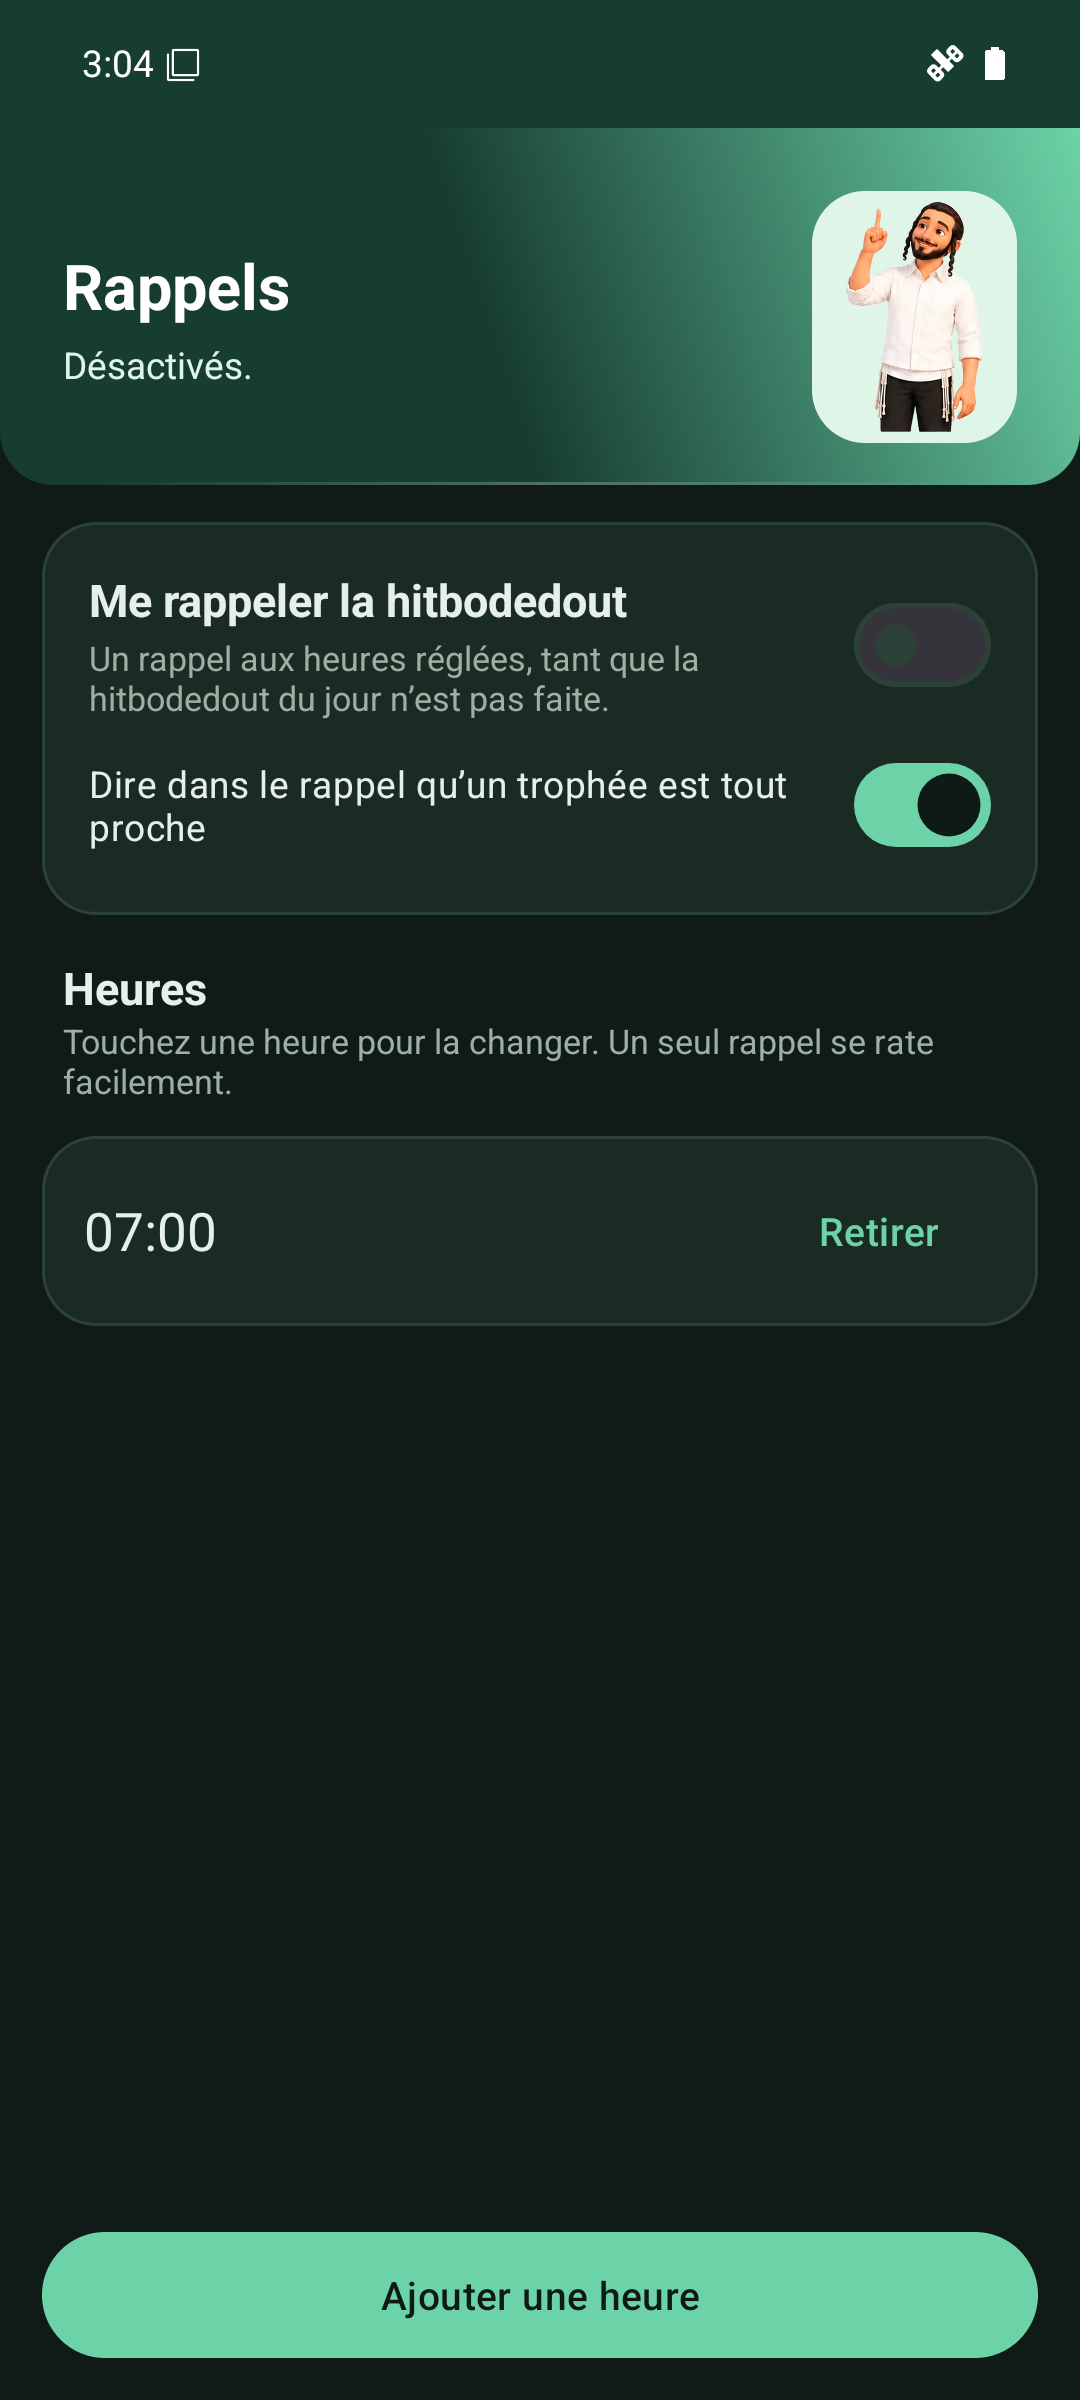 3:04
Rappels
Désactivés.
Me rappeler la hitbodedout
Un rappel aux heures réglées, tant que la
hitbodedout du jour n’est pas faite.
Dire dans le rappel qu’un trophée est tout
proche
Heures
Touchez une heure pour la changer. Un seul rappel se rate
facilement.
07:00
Retirer
Ajouter une heure